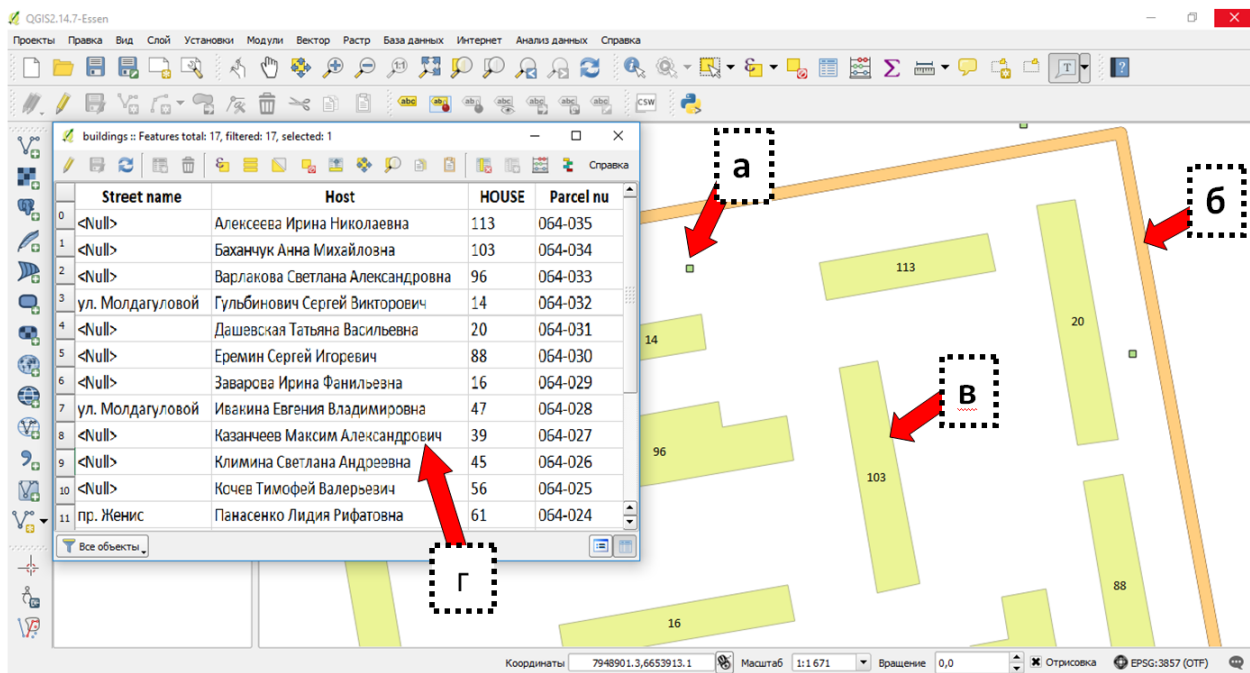 QGIS2.14.7-Essen
Проекты Правка Вид Слой Установки Модули Вектор Растр База данных Интернет Анализ данных Справка
buildings :: Features total: 17, filtered: 17, selected: 1
Справка
Street name Host HOUSE Parcel nu
0 <Null> Алексеева Ирина Николаевна 113 064-035
1 <Null> Баханчук Анна Михайловна 103 064-034
2 <Null> Варлакова Светлана Александровна 96 064-033
3 ул. Молдагуловой Гульбинович Сергей Викторович 14 064-032
4 <Null> Дашевская Татьяна Васильевна 20 064-031
5 <Null> Еремин Сергей Игоревич 88 064-030
6 <Null> Заварова Ирина Фанильевна 16 064-029
7 ул. Молдагуловой Ивакина Евгения Владимировна 47 064-028
8 <Null> Казанчеев Максим Александрович 39 064-027
9 <Null> Климина Светлана Андреевна 45 064-026
10 <Null> Кочев Тимофей Валерьевич 56 064-025
11 пр. Женис Панасенко Лидия Рифатовна 61 064-024
Все объекты
а
б
113
20
14
в
96
103
г
88
16
Координаты 7948901.3,6653913.1 Масштаб 1:1 671 Вращение 0,0 Отрисовка EPSG:3857 (OTF)